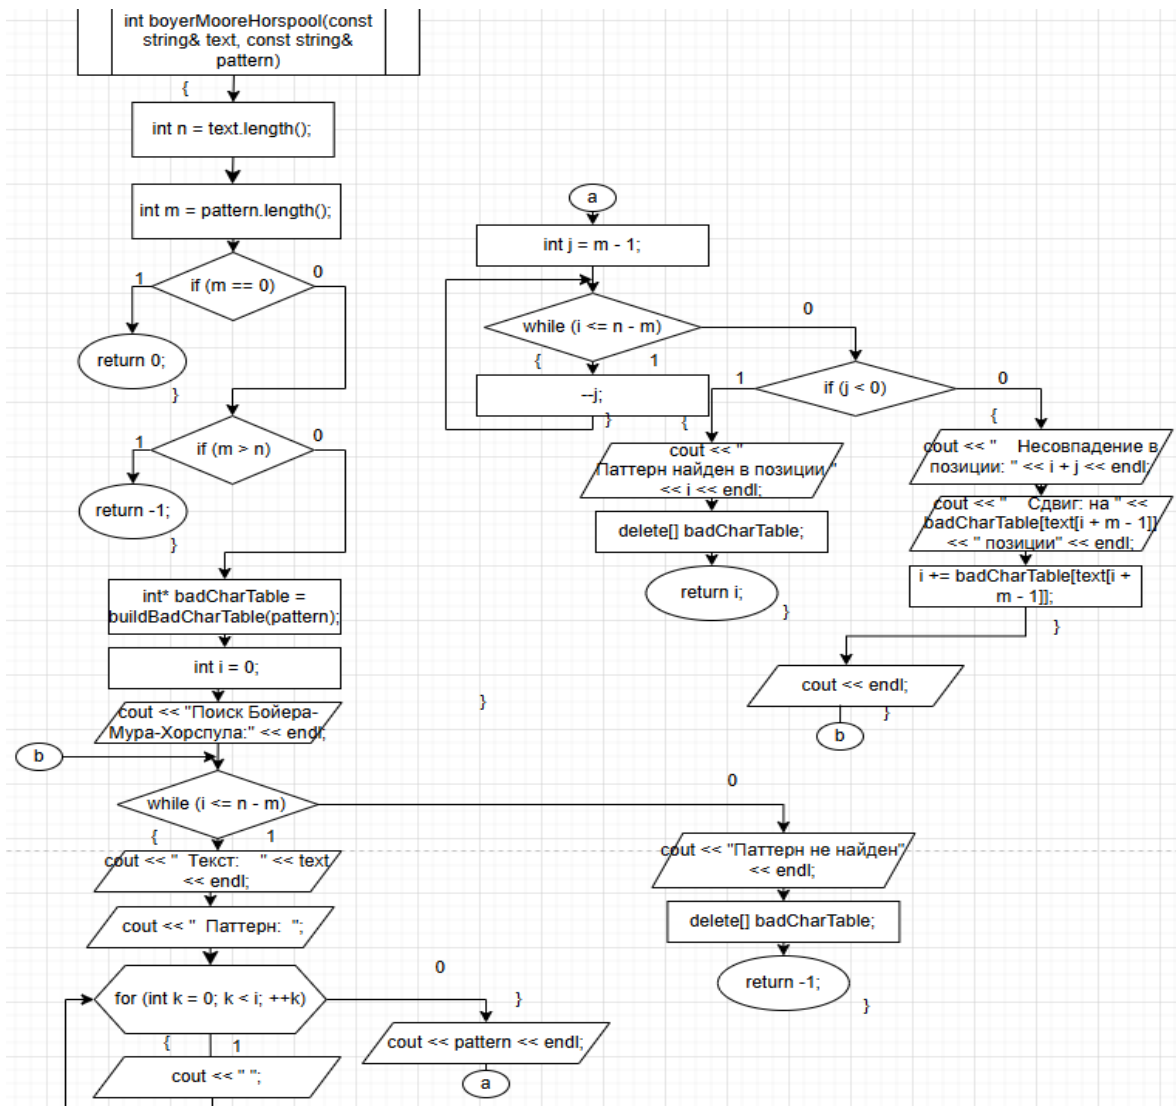 int boyerMooreHorspool(const
string& text, const string&
pattern)
{
int n = text.length();
int m = pattern.length();
if (m == 0)
1
0
return 0;
}
if (m > n)
1
0
return -1;
}
int* badCharTable =
buildBadCharTable(pattern);
int i = 0;
cout << "Поиск Бойера-
Мура-Хорспула:" << endl;
b
while (i <= n - m)
{
1
0
cout << "  Текст:    " << text
<< endl;
cout << "  Паттерн:  ";
for (int k = 0; k < i; ++k)
{
1
0
}
cout << " ";
cout << pattern << endl;
a
a
int j = m - 1;
while (i <= n - m)
0
{
1
--j;
}
if (j < 0)
1
0
{
cout << "
Паттерн найден в позиции "
<< i << endl;
delete[] badCharTable;
return i;
}
{
cout << "    Несовпадение в
позиции: " << i + j << endl;
cout << "    Сдвиг: на " <<
badCharTable[text[i + m - 1]]
<< " позиции" << endl;
i += badCharTable[text[i +
m - 1]];
}
cout << endl;
}
b
}
cout << "Паттерн не найден"
<< endl;
delete[] badCharTable;
return -1;
}